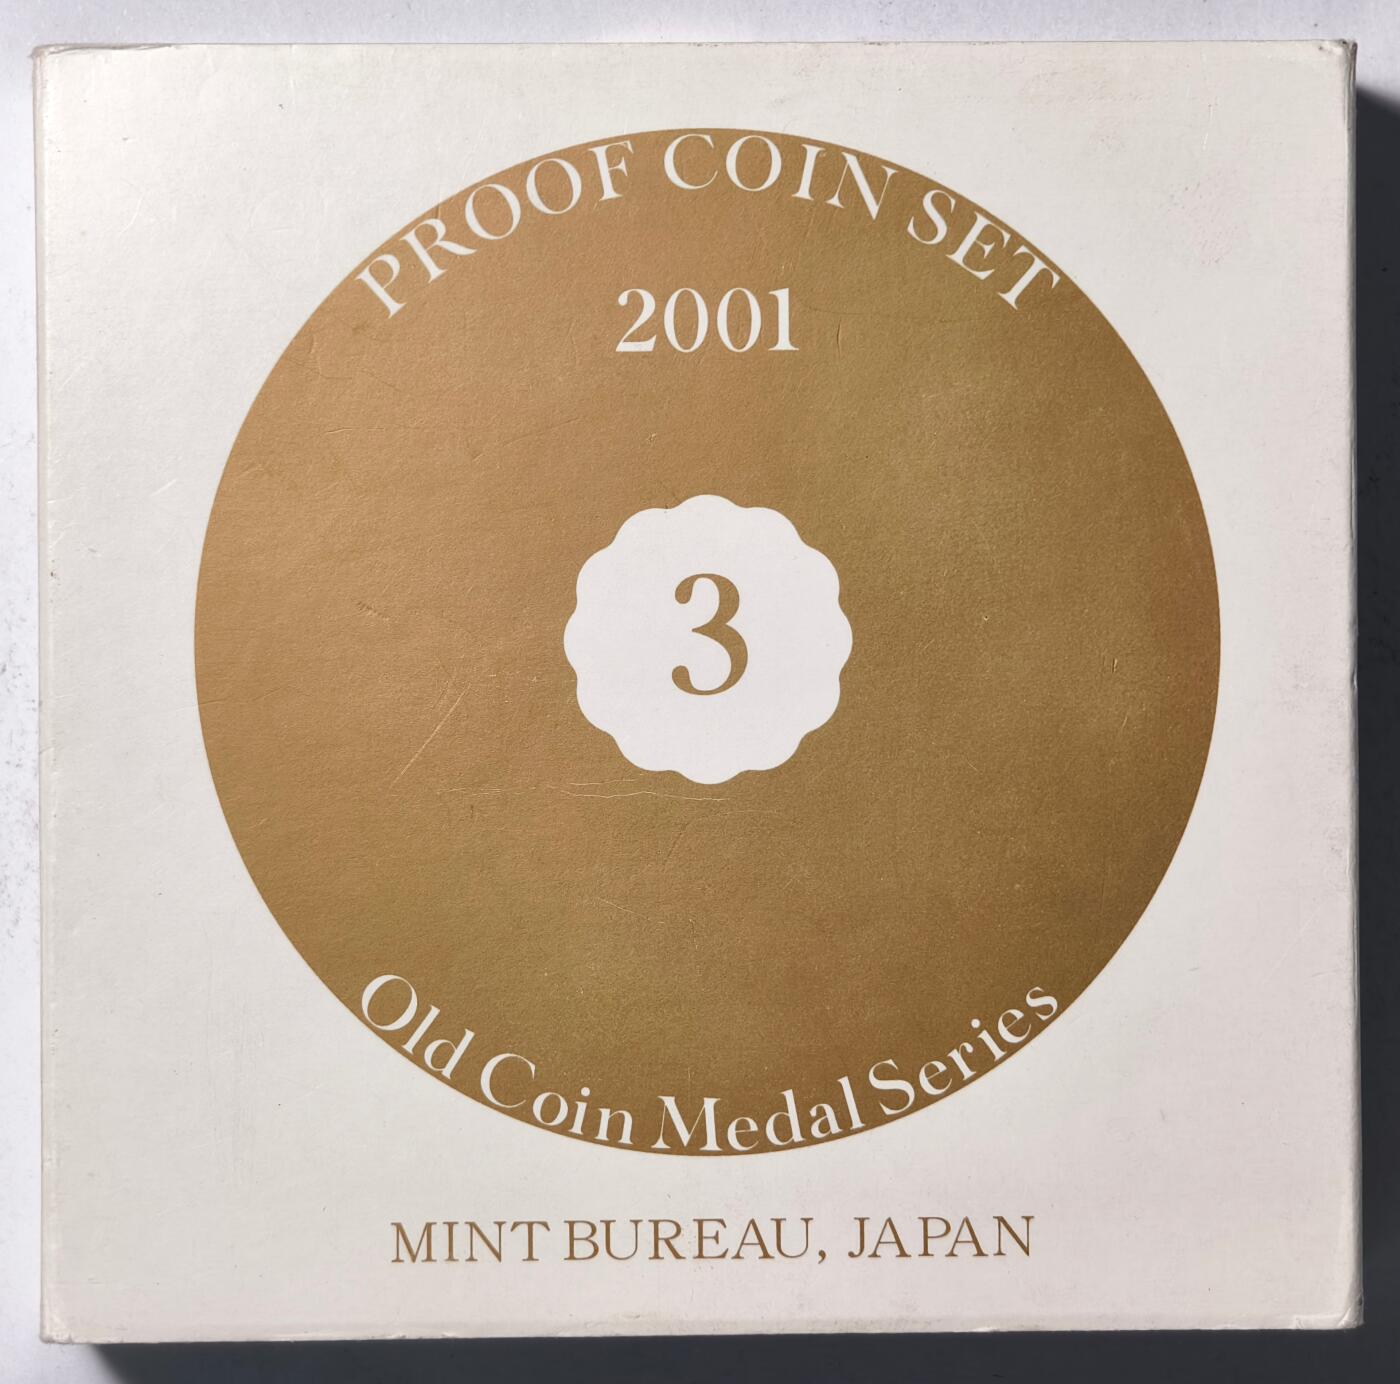 PROOF COIN SET
2001
3
Old Coin Medal Series
MINT BUREAU, JAPAN